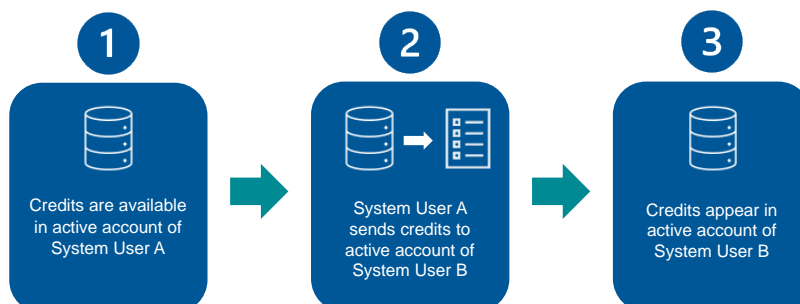 1
Credits are available
in active account of
System User A
2
System User A
sends credits to
active account of
System User B
3
Credits appear in
active account of
System User B